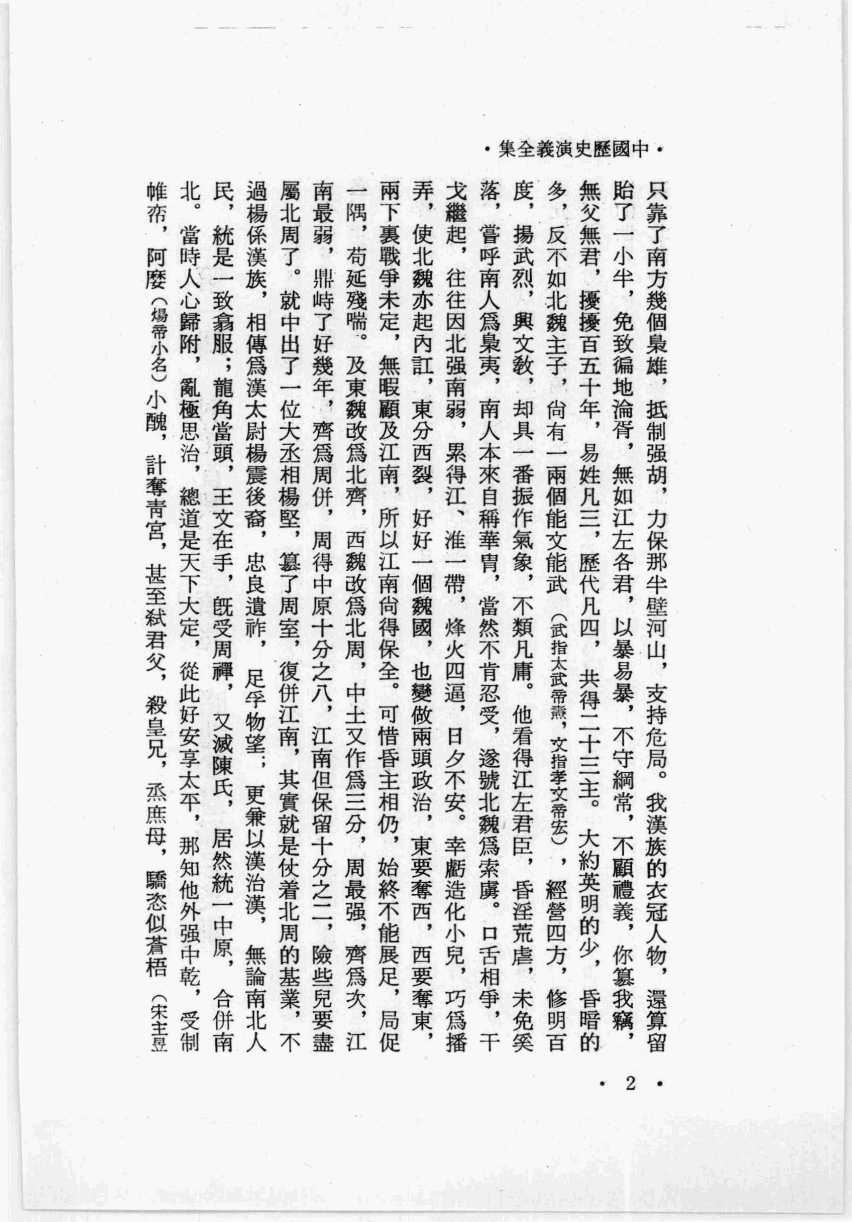 ·中國歷史演義全集·
只靠了南方幾個梟雄，抵制强胡，力保那半壁河山，支持危局。我漢族的衣冠人物，還算留
貽了一小半，免致徧地淪胥，無如江左各君，以暴易暴，不守綱常，不顧禮義，你篡我竊，
無父無君，擾擾百五十年，易姓凡三，歷代凡四，共得二十三主。大約英明的少，昏暗的
多，反不如北魏主子，尙有一兩個能文能武（武指太武帝燾，文指孝文帝宏），經營四方，修明百
度，揚武烈，興文敎，却具一番振作氣象，不類凡庸。他看得江左君臣，昏淫荒虐，未免奚
落，嘗呼南人爲梟夷，南人本來自稱華胄，當然不肯忍受，遂號北魏爲索虜。口舌相爭，干
戈繼起，往往因北强南弱，累得江、淮一帶，烽火四逼，日夕不安。幸虧造化小兒，巧爲播
弄，使北魏亦起內訌，東分西裂，好好一個魏國，也變做兩頭政治，東要奪西，西要奪東，
兩下裏戰爭未定，無暇顧及江南，所以江南尙得保全。可惜昏主相仍，始終不能展足，局促
一隅，苟延殘喘。及東魏改爲北齊，西魏改爲北周，中土又作爲三分，周最强，齊爲次，江
南最弱，鼎峙了好幾年，齊爲周併，周得中原十分之八，江南但保留十分之二，險些兒要盡
屬北周了。就中出了一位大丞相楊堅，篡了周室，復併江南，其實就是仗着北周的基業，不
過楊係漢族，相傳爲漢太尉楊震後裔，忠良遺祚，足孚物望；更兼以漢治漢，無論南北人
民，統是一致翕服；龍角當頭，王文在手，旣受周禪，又滅陳氏，居然統一中原，合併南
北。當時人心歸附，亂極思治，總道是天下大定，從此好安享太平，那知他外强中乾，受制
帷帟，阿麼（煬帝小名）小醜，計奪靑宮，甚至弒君父，殺皇兄，烝庶母，驕恣似蒼梧（宋主昱
·2·